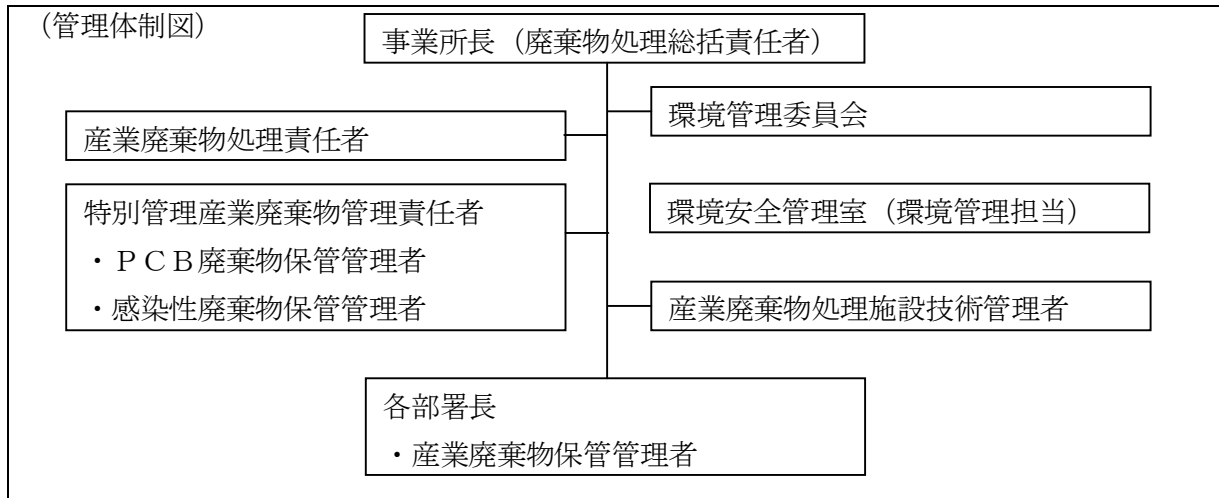 （管理体制図）
事業所長（廃棄物処理総括責任者）
環境管理委員会
産業廃棄物処理責任者
特別管理産業廃棄物管理責任者
・ＰＣＢ廃棄物保管管理者
・感染性廃棄物保管管理者
環境安全管理室（環境管理担当）
産業廃棄物処理施設技術管理者
各部署長
・産業廃棄物保管管理者